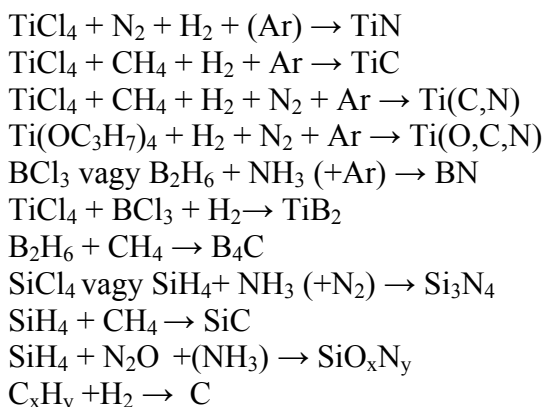 TiCl₄ + N₂ + H₂ + (Ar) → TiN
TiCl₄ + CH₄ + H₂ + Ar → TiC
TiCl₄ + CH₄ + H₂ + N₂ + Ar → Ti(C,N)
Ti(OC₃H₇)₄ + H₂ + N₂ + Ar → Ti(O,C,N)
BCl₃ vagy B₂H₆ + NH₃ (+Ar) → BN
TiCl₄ + BCl₃ + H₂→ TiB₂
B₂H₆ + CH₄ → B₄C
SiCl₄ vagy SiH₄+ NH₃ (+N₂) → Si₃N₄
SiH₄ + CH₄ → SiC
SiH₄ + N₂O +(NH₃) → SiOₓNᵧ
CₓHᵧ +H₂ → C